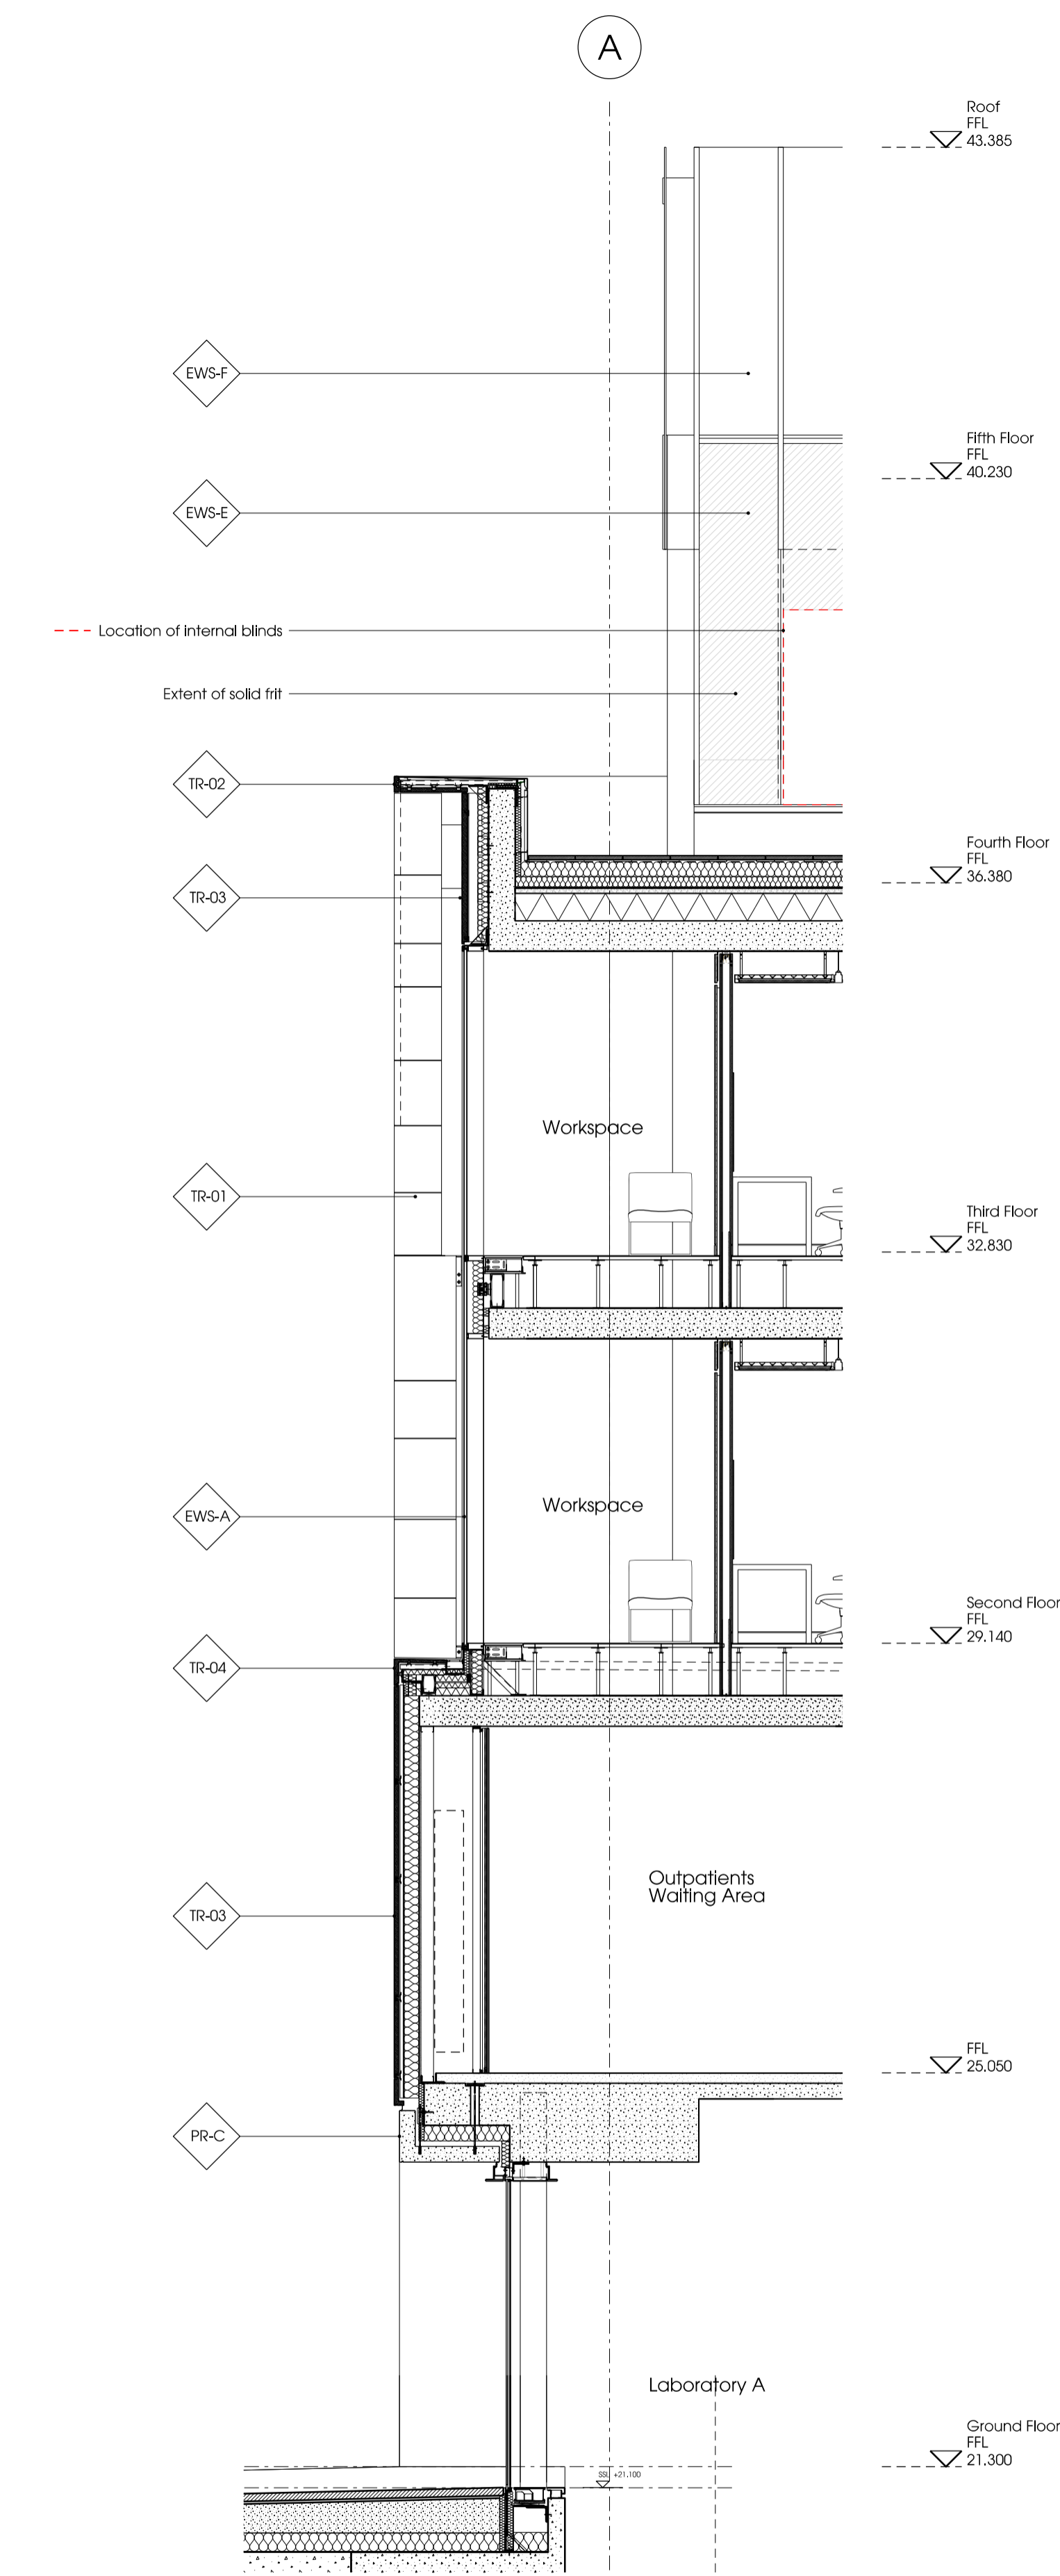 A
Roof
FFL
43.385
EWS-F
Fifth Floor
FFL
40.230
EWS-E
Location of internal blinds
Extent of solid frit
TR-02
Fourth Floor
FFL
36.380
TR-03
Workspace
TR-01
Third Floor
FFL
32.830
Workspace
EWS-A
Second Floor
FFL
29.140
TR-04
Outpatients
Waiting Area
TR-03
FFL
25.050
PR-C
Laboratory A
Ground Floor
FFL
21.300
SSL +21.100